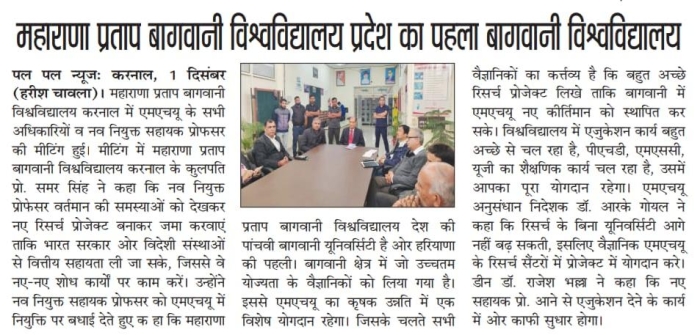 महाराणा प्रताप बागवानी विश्वविद्यालय प्रदेश का पहला बागवानी विश्वविद्यालय
पल पल न्यूज: करनाल, 1 दिसंबर
(हरीश चावला)। महाराणा प्रताप बागवानी
विश्वविद्यालय करनाल में एमएचयू के सभी
अधिकारियों व नव नियुक्त सहायक प्रोफसर
की मीटिंग हुई। मीटिंग में महाराणा प्रताप
बागवानी विश्वविद्यालय करनाल के कुलपति
प्रो. समर सिंह ने कहा कि नव नियुक्त
प्रोफेसर वर्तमान की समस्याओं को देखकर
नए रिसर्च प्रोजेक्ट बनाकर जमा करवाएं
ताकि भारत सरकार ओर विदेशी संस्थाओं
से वित्तीय सहायता ली जा सके, जिससे वे
नए-नए शोध कार्यों पर काम करें। उन्होंने
नव नियुक्त सहायक प्रोफसर को एमएचयू में
नियुक्ति पर बधाई देते हुए क हा कि महाराणा
प्रताप बागवानी विश्वविद्यालय देश की
पांचवी बागवानी यूनिवर्सिटी है ओर हरियाणा
की पहली। बागवानी क्षेत्र में जो उच्चतम
योग्यता के वैज्ञानिकों को लिया गया है।
इससे एमएचयू का कृषक उन्नति में एक
विशेष योगदान रहेगा। जिसके चलते सभी
वैज्ञानिकों का कर्त्तव्य है कि बहुत अच्छे
रिसर्च प्रोजेक्ट लिखे ताकि बागवानी में
एमएचयू नए कीर्तिमान को स्थापित कर
सके। विश्वविद्यालय में एजुकेशन कार्य बहुत
अच्छे से चल रहा है, पीएचडी, एमएससी,
यूजी का शैक्षणिक कार्य चल रहा है, उसमें
आपका पूरा योगदान रहेगा। एमएचयू
अनुसंधान निदेशक डॉ. आरके गोयल ने
कहा कि रिसर्च के बिना यूनिवर्सिटी आगे
नहीं बढ़ सकती, इसलिए वैज्ञानिक एमएचयू
के रिसर्च सैंटरों में प्रोजेक्ट में योगदान करे।
डीन डॉ. राजेश भल्ला ने कहा कि नए
सहायक प्रो. आने से एजुकेशन देने के कार्य
में ओर काफी सुधार होगा।